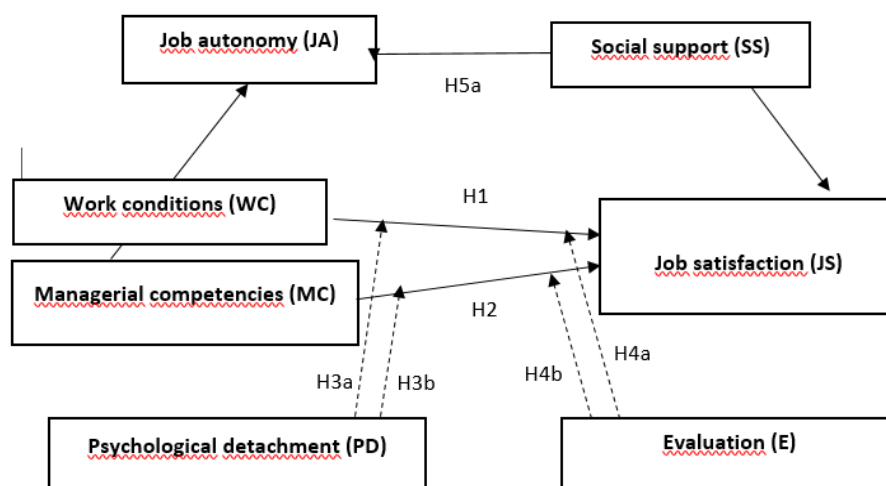 Job autonomy (JA)
Social support (SS)
H5a
Work conditions (WC)
H1
Job satisfaction (JS)
Managerial competencies (MC)
H2
H3a
H3b
H4b
H4a
Psychological detachment (PD)
Evaluation (E)